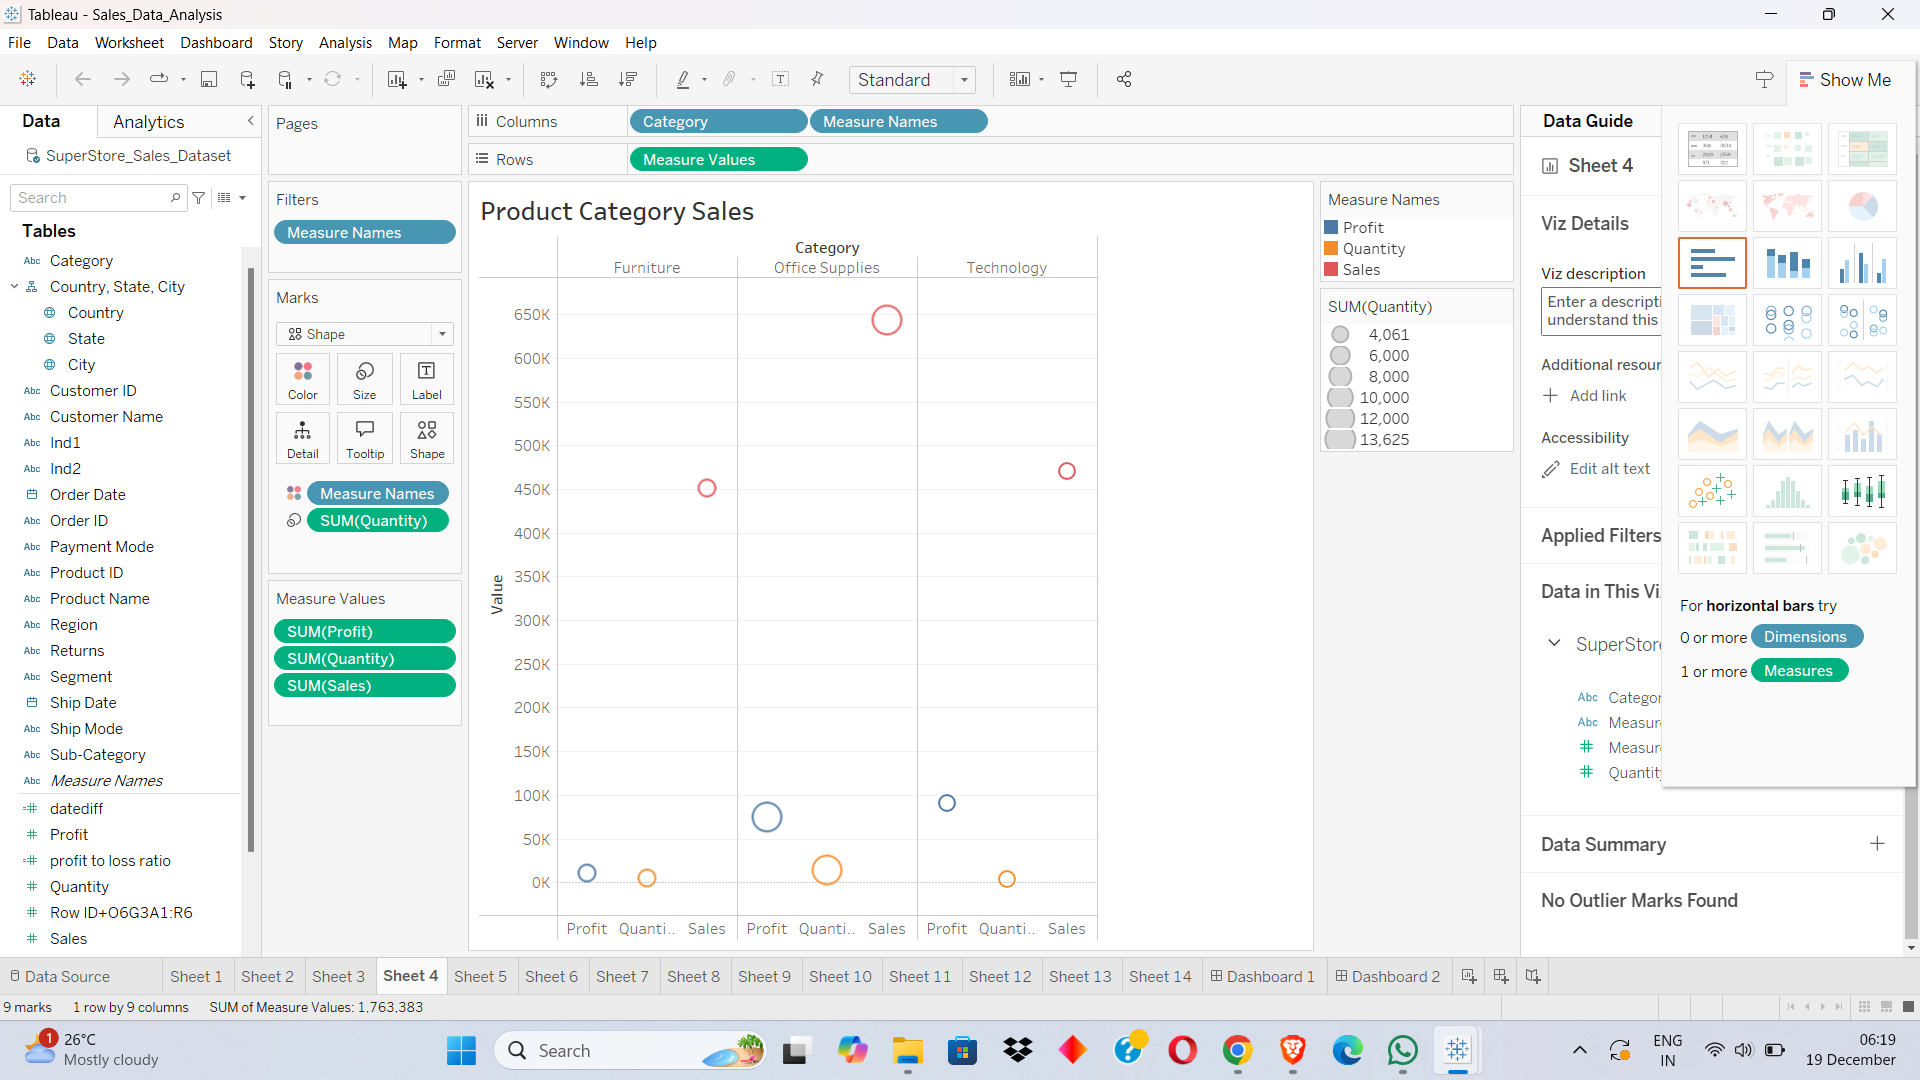 Tableau - Sales_Data_Analysis
File Data Worksheet Dashboard Story Analysis Map Format Server Window Help
Standard
Show Me
Data Analytics
SuperStore_Sales_Dataset
Search
Tables
Category
Country, State, City
Country
State
City
Customer ID
Customer Name
Ind1
Ind2
Order Date
Order ID
Payment Mode
Product ID
Product Name
Region
Returns
Segment
Ship Date
Ship Mode
Sub-Category
Measure Names
datediff
Profit
profit to loss ratio
Quantity
Row ID+O6G3A1:R6
Sales
Pages
Filters
Measure Names
Marks
Shape
Color Size Label
Detail Tooltip Shape
Measure Names
SUM(Quantity)
Measure Values
SUM(Profit)
SUM(Quantity)
SUM(Sales)
Columns Category Measure Names
Rows Measure Values
Product Category Sales
Category
Furniture Office Supplies Technology
Value
650K
600K
550K
500K
450K
400K
350K
300K
250K
200K
150K
100K
50K
0K
Profit Quanti.. Sales Profit Quanti.. Sales Profit Quanti.. Sales
Measure Names
Profit
Quantity
Sales
SUM(Quantity)
4,061
6,000
8,000
10,000
12,000
13,625
Data Guide
Sheet 4
Viz Details
Viz description
Enter a descripti
understand this
Additional resour
Add link
Accessibility
Edit alt text
Applied Filters
Data in This Vi
SuperStore
Categor
Measur
Measur
Quantit
Data Summary
No Outlier Marks Found
For horizontal bars try
0 or more Dimensions
1 or more Measures
Data Source Sheet 1 Sheet 2 Sheet 3 Sheet 4 Sheet 5 Sheet 6 Sheet 7 Sheet 8 Sheet 9 Sheet 10 Sheet 11 Sheet 12 Sheet 13 Sheet 14 Dashboard 1 Dashboard 2
9 marks 1 row by 9 columns SUM of Measure Values: 1,763,383
1
26°C
Mostly cloudy
Search
ENG
IN
06:19
19 December